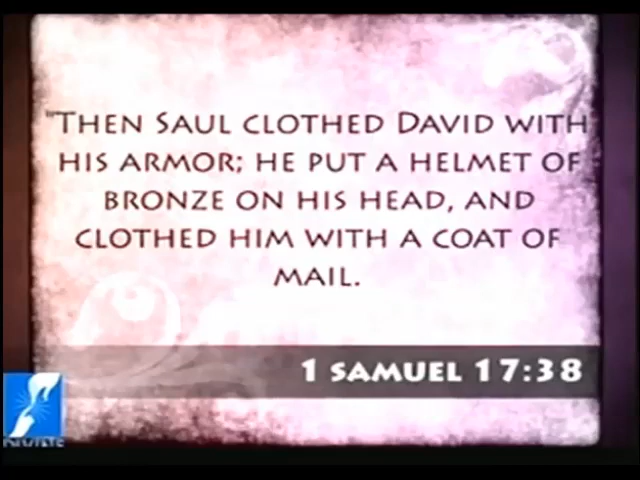 "THEN SAUL CLOTHED DAVID WITH
HIS ARMOR; HE PUT A HELMET OF
BRONZE ON HIS HEAD, AND
CLOTHED HIM WITH A COAT OF
MAIL.
1 SAMUEL 17:38